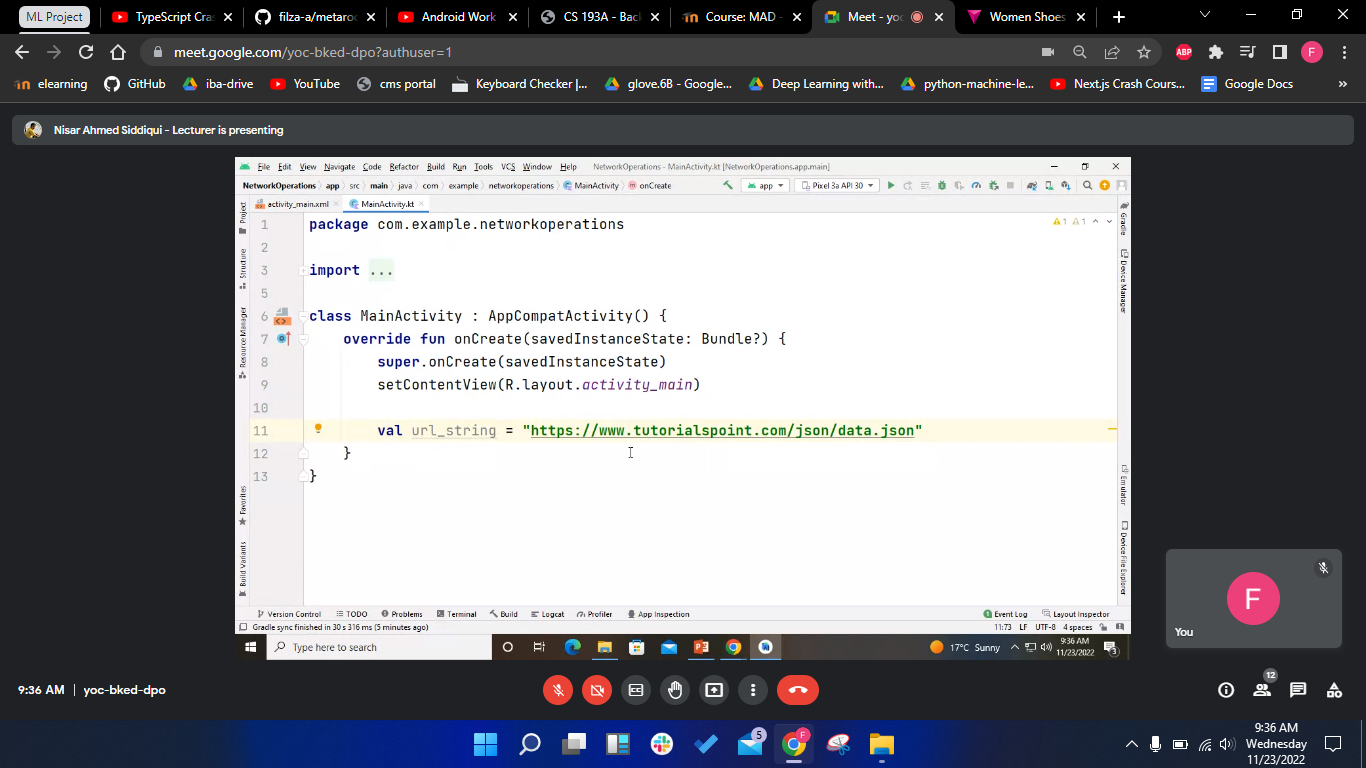 ML Project
TypeScript Cras
filza-a/metaroc
Android Work
CS 193A - Back
Course: MAD -
Meet - yoc
Women Shoes
meet.google.com/yoc-bked-dpo?authuser=1
ABP
F
elearning
GitHub
iba-drive
YouTube
cms portal
Keyboard Checker |...
glove.6B - Google...
Deep Learning with...
python-machine-le...
Next.js Crash Cours...
Google Docs
»
Nisar Ahmed Siddiqui - Lecturer is presenting
File Edit View Navigate Code Refactor Build Run Tools VCS Window Help NetworkOperations - MainActivity.kt [NetworkOperations.app.main]
NetworkOperations app src main java com example networkoperations MainActivity onCreate app Pixel 3a API 30
activity_main.xml MainActivity.kt
Project
Structure
Resource Manager
Favorites
Build Variants
1 package com.example.networkoperations
2
3 import ...
5
6 class MainActivity : AppCompatActivity() {
7 override fun onCreate(savedInstanceState: Bundle?) {
8 super.onCreate(savedInstanceState)
9 setContentView(R.layout.activity_main)
10
11 val url_string = "https://www.tutorialspoint.com/json/data.json"
12 }
13 }
1 1
Gradle
Device Manager
Emulator
Device File Explorer
Version Control TODO Problems Terminal Build Logcat Profiler App Inspection 1 Event Log Layout Inspector
Gradle sync finished in 30 s 316 ms (5 minutes ago) 11:73 LF UTF-8 4 spaces
Type here to search
17°C Sunny
9:36 AM
11/23/2022
3
F
You
9:36 AM | yoc-bked-dpo
12
5
F
9:36 AM
Wednesday
11/23/2022